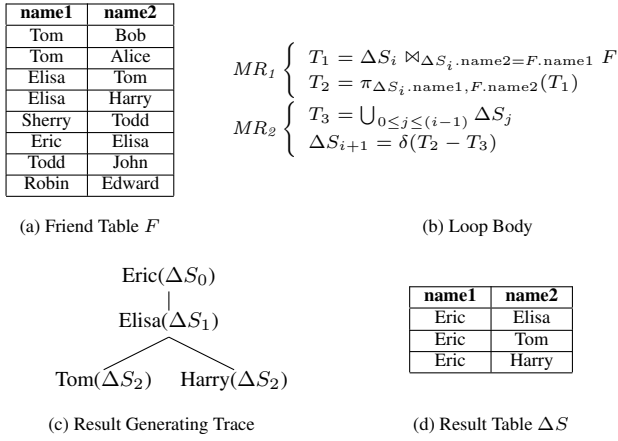 name1 name2
Tom Bob
Tom Alice
Elisa Tom
Elisa Harry
Sherry Todd
Eric Elisa
Todd John
Robin Edward
(a) Friend Table F
MR₁ { T₁ = ΔSᵢ ⋈_{ΔSᵢ.name2=F.name1} F
T₂ = π_{ΔSᵢ.name1,F.name2}(T₁)
MR₂ { T₃ = ⋃_{0≤j≤(i−1)} ΔSⱼ
ΔSᵢ₊₁ = δ(T₂ − T₃)
(b) Loop Body
Eric(ΔS₀)
Elisa(ΔS₁)
Tom(ΔS₂) Harry(ΔS₂)
(c) Result Generating Trace
name1 name2
Eric Elisa
Eric Tom
Eric Harry
(d) Result Table ΔS